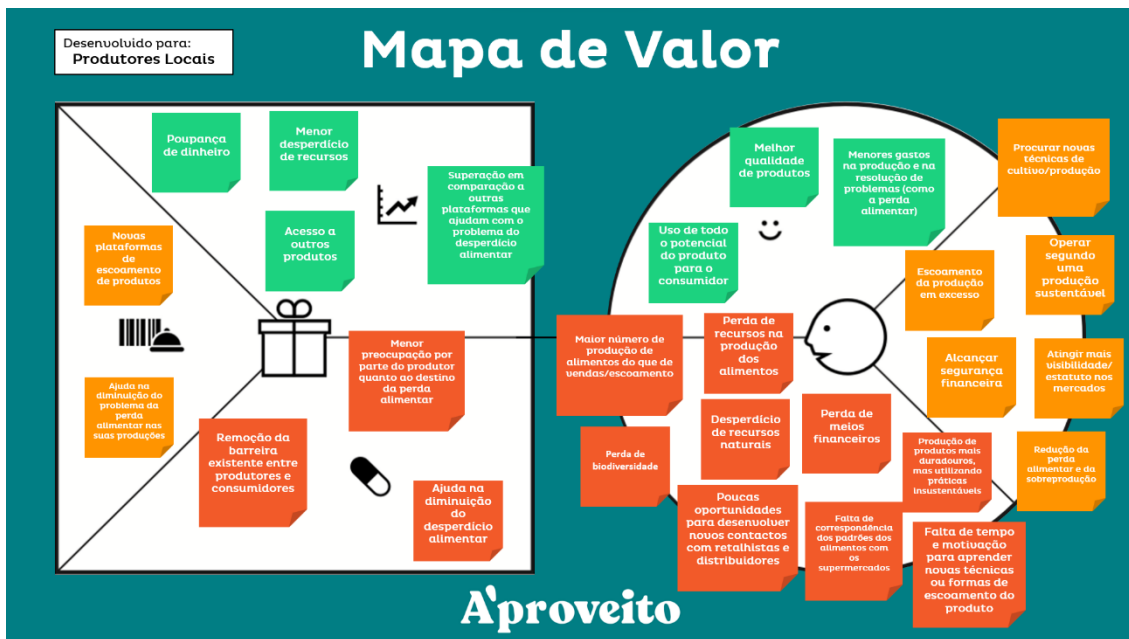 Desenvolvido para:
Produtores Locais
Mapa de Valor
Poupança
de dinheiro
Menor
desperdício
de recursos
Superação em
comparação a
outras
plataformas que
ajudam com o
problema do
desperdício
alimentar
Acesso a
outros
produtos
Novas
plataformas
de
escoamento
de produtos
Ajuda na
diminuição do
problema da
perda
alimentar nas
suas produções
Menor
preocupação por
parte do produtor
quanto ao destino
da perda
alimentar
Remoção da
barreira
existente entre
produtores e
consumidores
Ajuda na
diminuição
do
desperdício
alimentar
Melhor
qualidade
de produtos
Menores gastos
na produção e na
resolução de
problemas (como
a perda
alimentar)
Uso de todo
o potencial
do produto
para o
consumidor
Procurar novas
técnicas de
cultivo/produção
Escoamento
da produção
em excesso
Operar
segundo
uma
produção
sustentável
Alcançar
segurança
financeira
Atingir mais
visibilidade/
estatuto nos
mercados
Redução da
perda
alimentar e da
sobreprodução
Maior número de
produção de
alimentos do que de
vendas/escoamento
Perda de
recursos na
produção
dos
alimentos
Perda de
biodiversidade
Desperdício
de recursos
naturais
Perda de
meios
financeiros
Produção de
produtos mais
duradouros,
mas utilizando
práticas
insustentáveis
Poucas
oportunidades
para desenvolver
novos contactos
com retalhistas e
distribuidores
Falta de
correspondência
dos padrões dos
alimentos com
os
supermercados
Falta de tempo
e motivação
para aprender
novas técnicas
ou formas de
escoamento do
produto
A'proveito